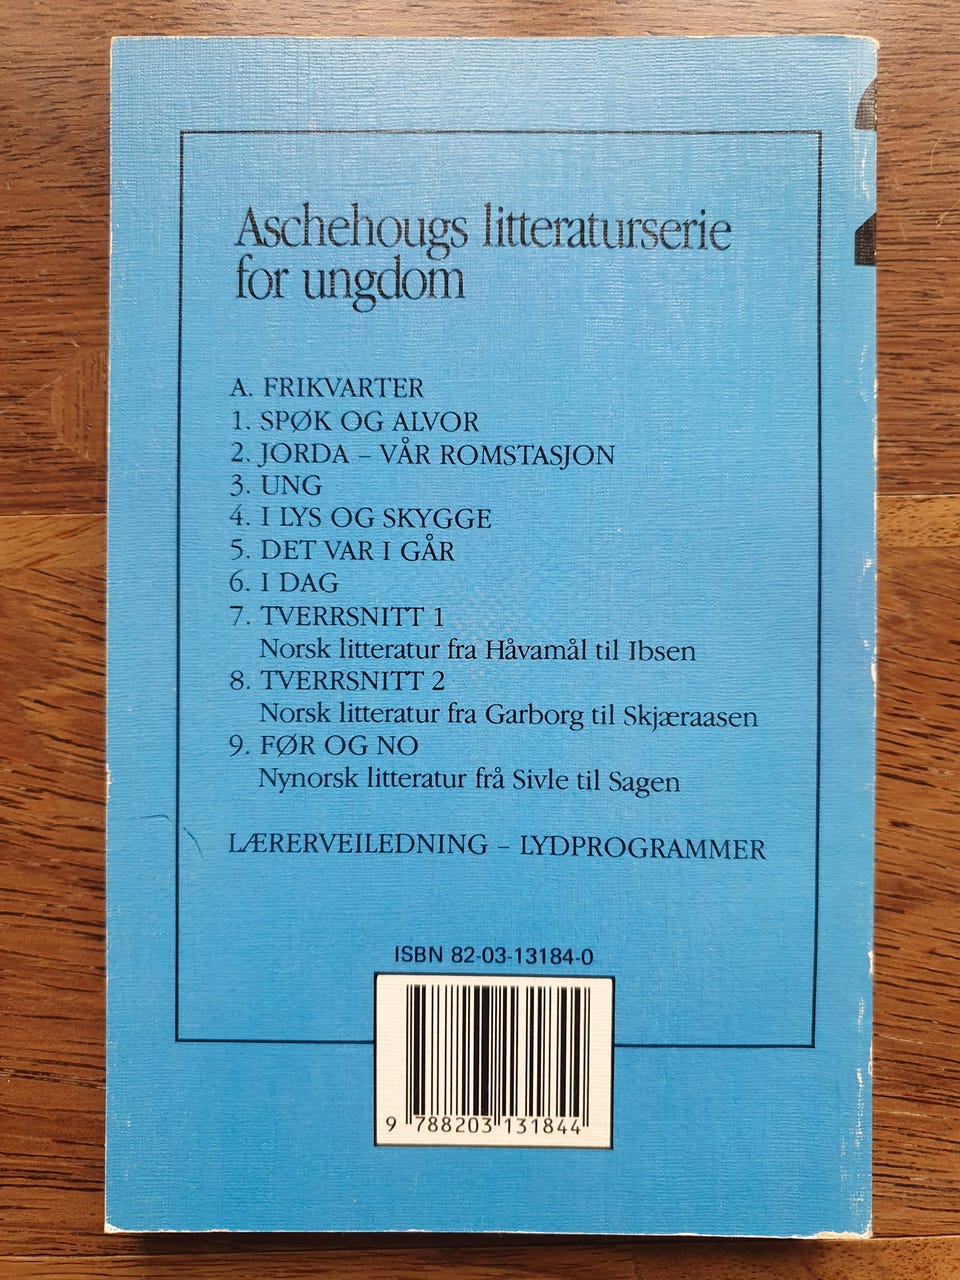 Aschehougs litteraturserie
for ungdom
A. FRIKVARTER
1. SPØK OG ALVOR
2. JORDA – VÅR ROMSTASJON
3. UNG
4. I LYS OG SKYGGE
5. DET VAR I GÅR
6. I DAG
7. TVERRSNITT 1
Norsk litteratur fra Håvamål til Ibsen
8. TVERRSNITT 2
Norsk litteratur fra Garborg til Skjæraasen
9. FØR OG NO
Nynorsk litteratur frå Sivle til Sagen
LÆRERVEILEDNING – LYDPROGRAMMER
ISBN 82-03-13184-0
9 788203 131844